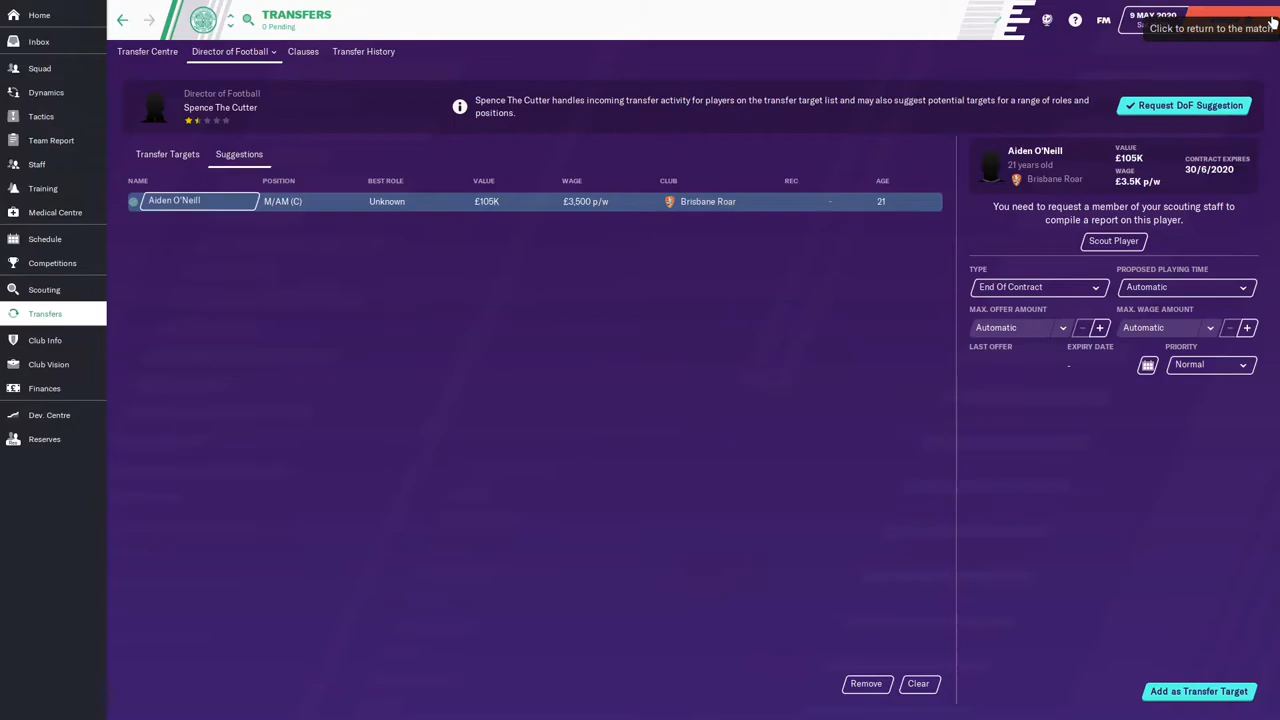 Home
Inbox
Squad
Dynamics
Tactics
Team Report
Staff
Training
Medical Centre
Schedule
Competitions
Scouting
Transfers
Club Info
Club Vision
Finances
Dev. Centre
Reserves
TRANSFERS
0 Pending
? FM
9 MAY 2020
Click to return to the match
Transfer Centre Director of Football Clauses Transfer History
Director of Football
Spence The Cutter
Spence The Cutter handles incoming transfer activity for players on the transfer target list and may also suggest potential targets for a range of roles and
positions.
Request DoF Suggestion
Transfer Targets Suggestions
NAME POSITION BEST ROLE VALUE WAGE CLUB REC AGE
Aiden O'Neill M/AM (C) Unknown £105K £3,500 p/w Brisbane Roar - 21
Remove Clear
Aiden O'Neill
21 years old
Brisbane Roar
VALUE
£105K
WAGE
£3.5K p/w
CONTRACT EXPIRES
30/6/2020
You need to request a member of your scouting staff to
compile a report on this player.
Scout Player
TYPE PROPOSED PLAYING TIME
End Of Contract Automatic
MAX. OFFER AMOUNT MAX. WAGE AMOUNT
Automatic - + Automatic - +
LAST OFFER EXPIRY DATE PRIORITY
- Normal
Add as Transfer Target